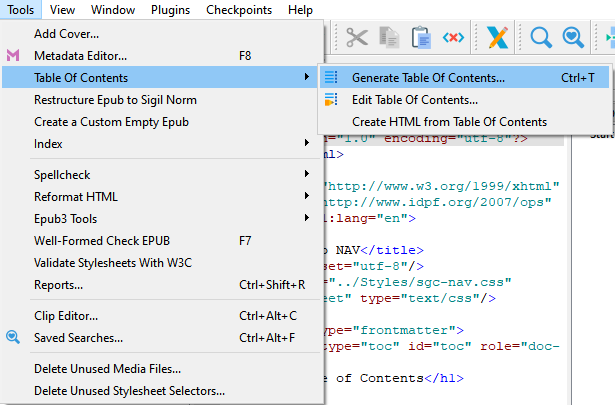 Tools View Window Plugins Checkpoints Help
Add Cover...
Metadata Editor... F8
Table Of Contents
Generate Table Of Contents... Ctrl+T
Restructure Epub to Sigil Norm
Edit Table Of Contents...
Create a Custom Empty Epub
Create HTML from Table Of Contents
Index
"1.0" encoding="utf-8"?>
ml>
Spellcheck
"http://www.w3.org/1999/xhtml"
Reformat HTML
http://www.idpf.org/2007/ops"
Epub3 Tools
l:lang="en">
Well-Formed Check EPUB F7
NAV</title>
Validate Stylesheets With W3C
set="utf-8"/>
Reports... Ctrl+Shift+R
="../Styles/sgc-nav.css"
eet" type="text/css"/>
Clip Editor... Ctrl+Alt+C
ype="frontmatter">
Saved Searches... Ctrl+Alt+F
type="toc" id="toc" role="doc-
Delete Unused Media Files...
e of Contents</h1>
Delete Unused Stylesheet Selectors...